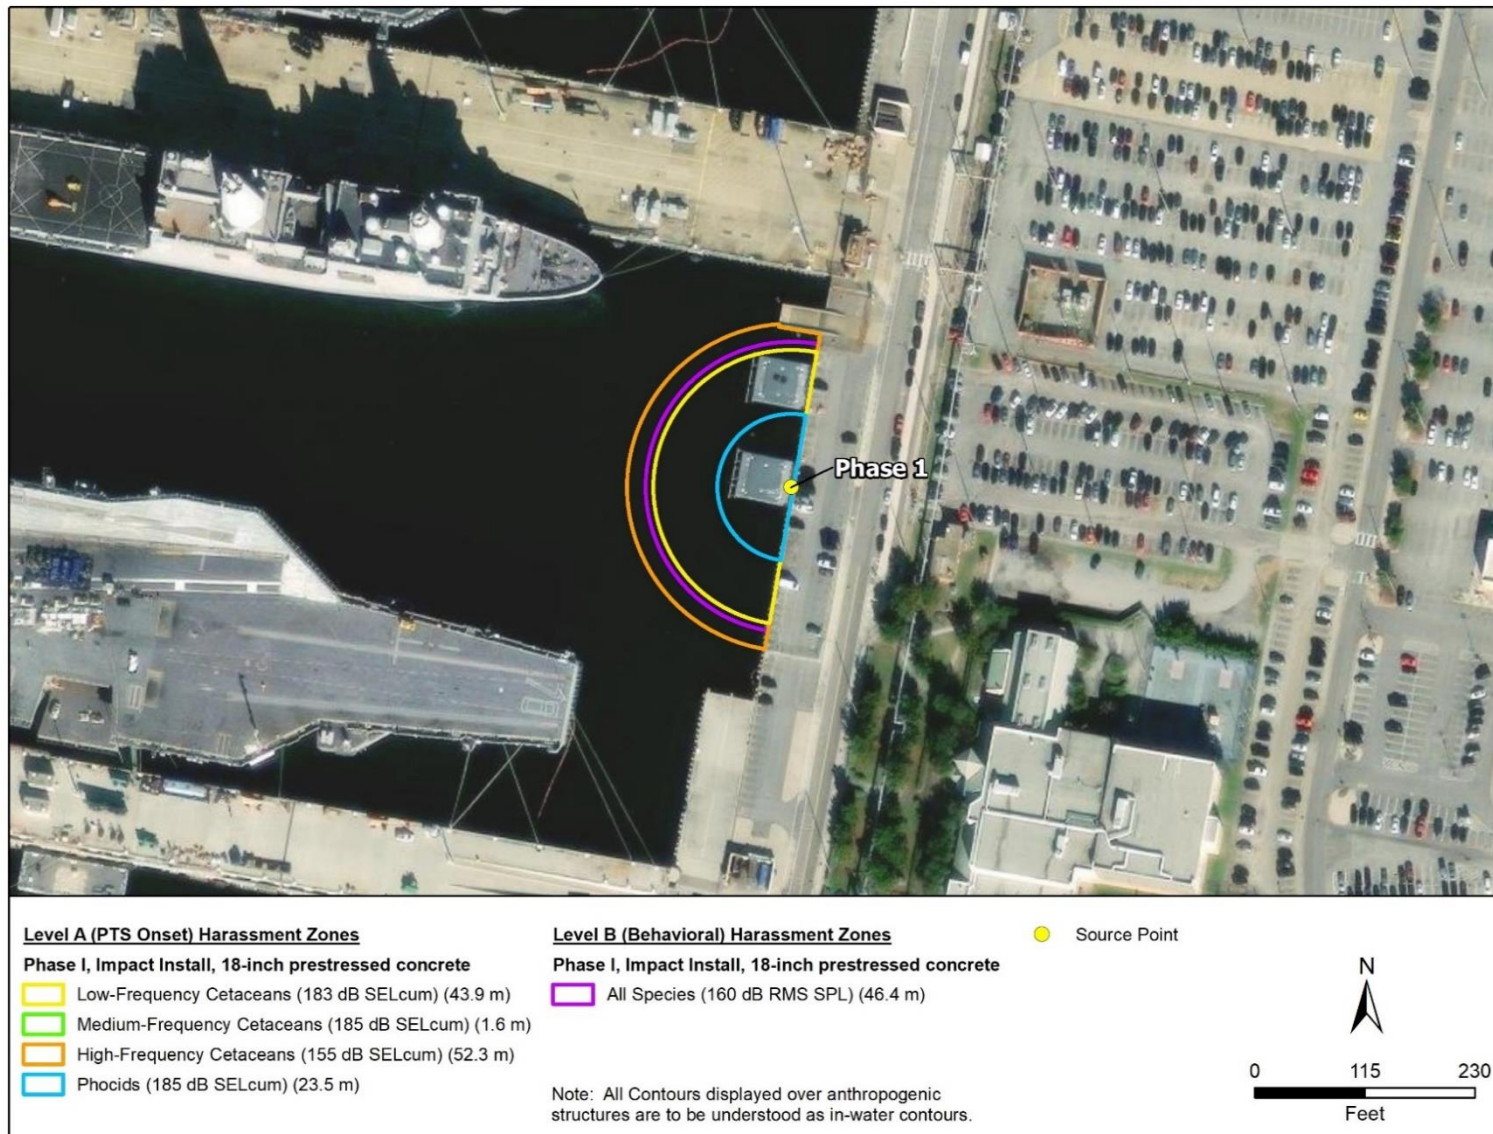 Phase 1
Level A (PTS Onset) Harassment Zones
Phase I, Impact Install, 18-inch prestressed concrete
Low-Frequency Cetaceans (183 dB SELcum) (43.9 m)
Medium-Frequency Cetaceans (185 dB SELcum) (1.6 m)
High-Frequency Cetaceans (155 dB SELcum) (52.3 m)
Phocids (185 dB SELcum) (23.5 m)
Level B (Behavioral) Harassment Zones
Phase I, Impact Install, 18-inch prestressed concrete
All Species (160 dB RMS SPL) (46.4 m)
Note: All Contours displayed over anthropogenic
structures are to be understood as in-water contours.
Source Point
N
0 115 230
Feet